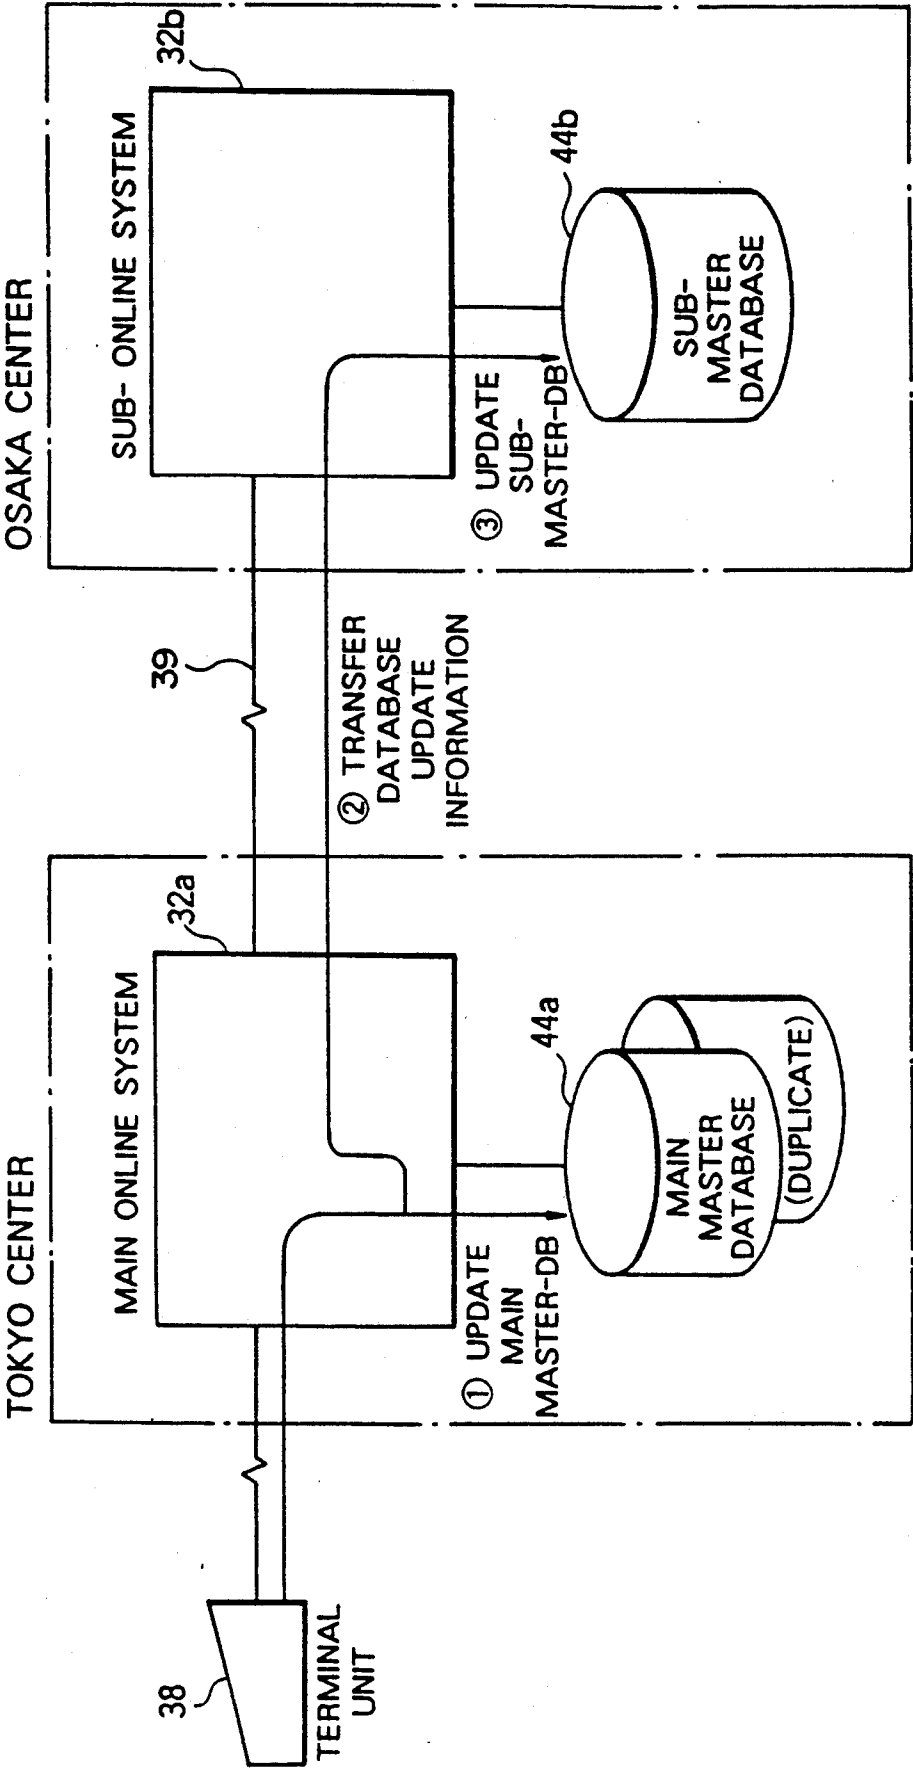 TOKYO CENTER
OSAKA CENTER
MAIN ONLINE SYSTEM
32a
39
SUB- ONLINE SYSTEM
32b
38
TERMINAL
UNIT
① UPDATE
MAIN
MASTER-DB
44a
MAIN
MASTER
DATABASE
(DUPLICATE)
② TRANSFER
DATABASE
UPDATE
INFORMATION
③ UPDATE
SUB-
MASTER-DB
44b
SUB-
MASTER
DATABASE